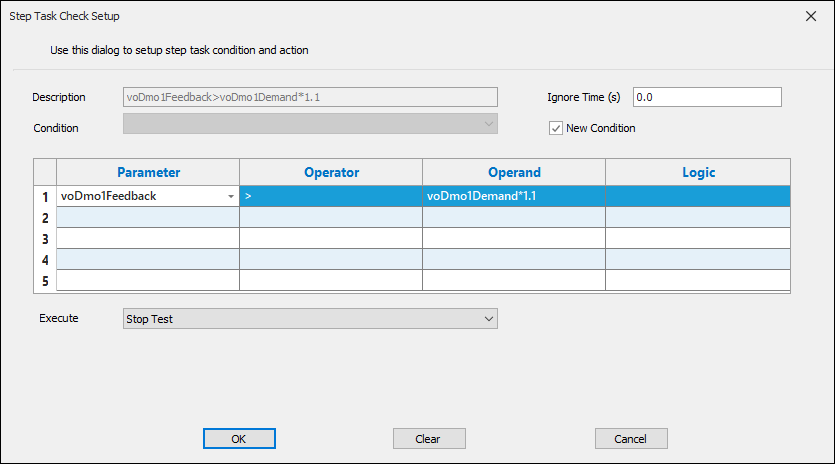 Step Task Check Setup
Use this dialog to setup step task condition and action
Description voDmo1Feedback>voDmo1Demand*1.1 Ignore Time (s) 0.0
Condition New Condition
Parameter Operator Operand Logic
1 voDmo1Feedback > voDmo1Demand*1.1
2
3
4
5
Execute Stop Test
OK Clear Cancel